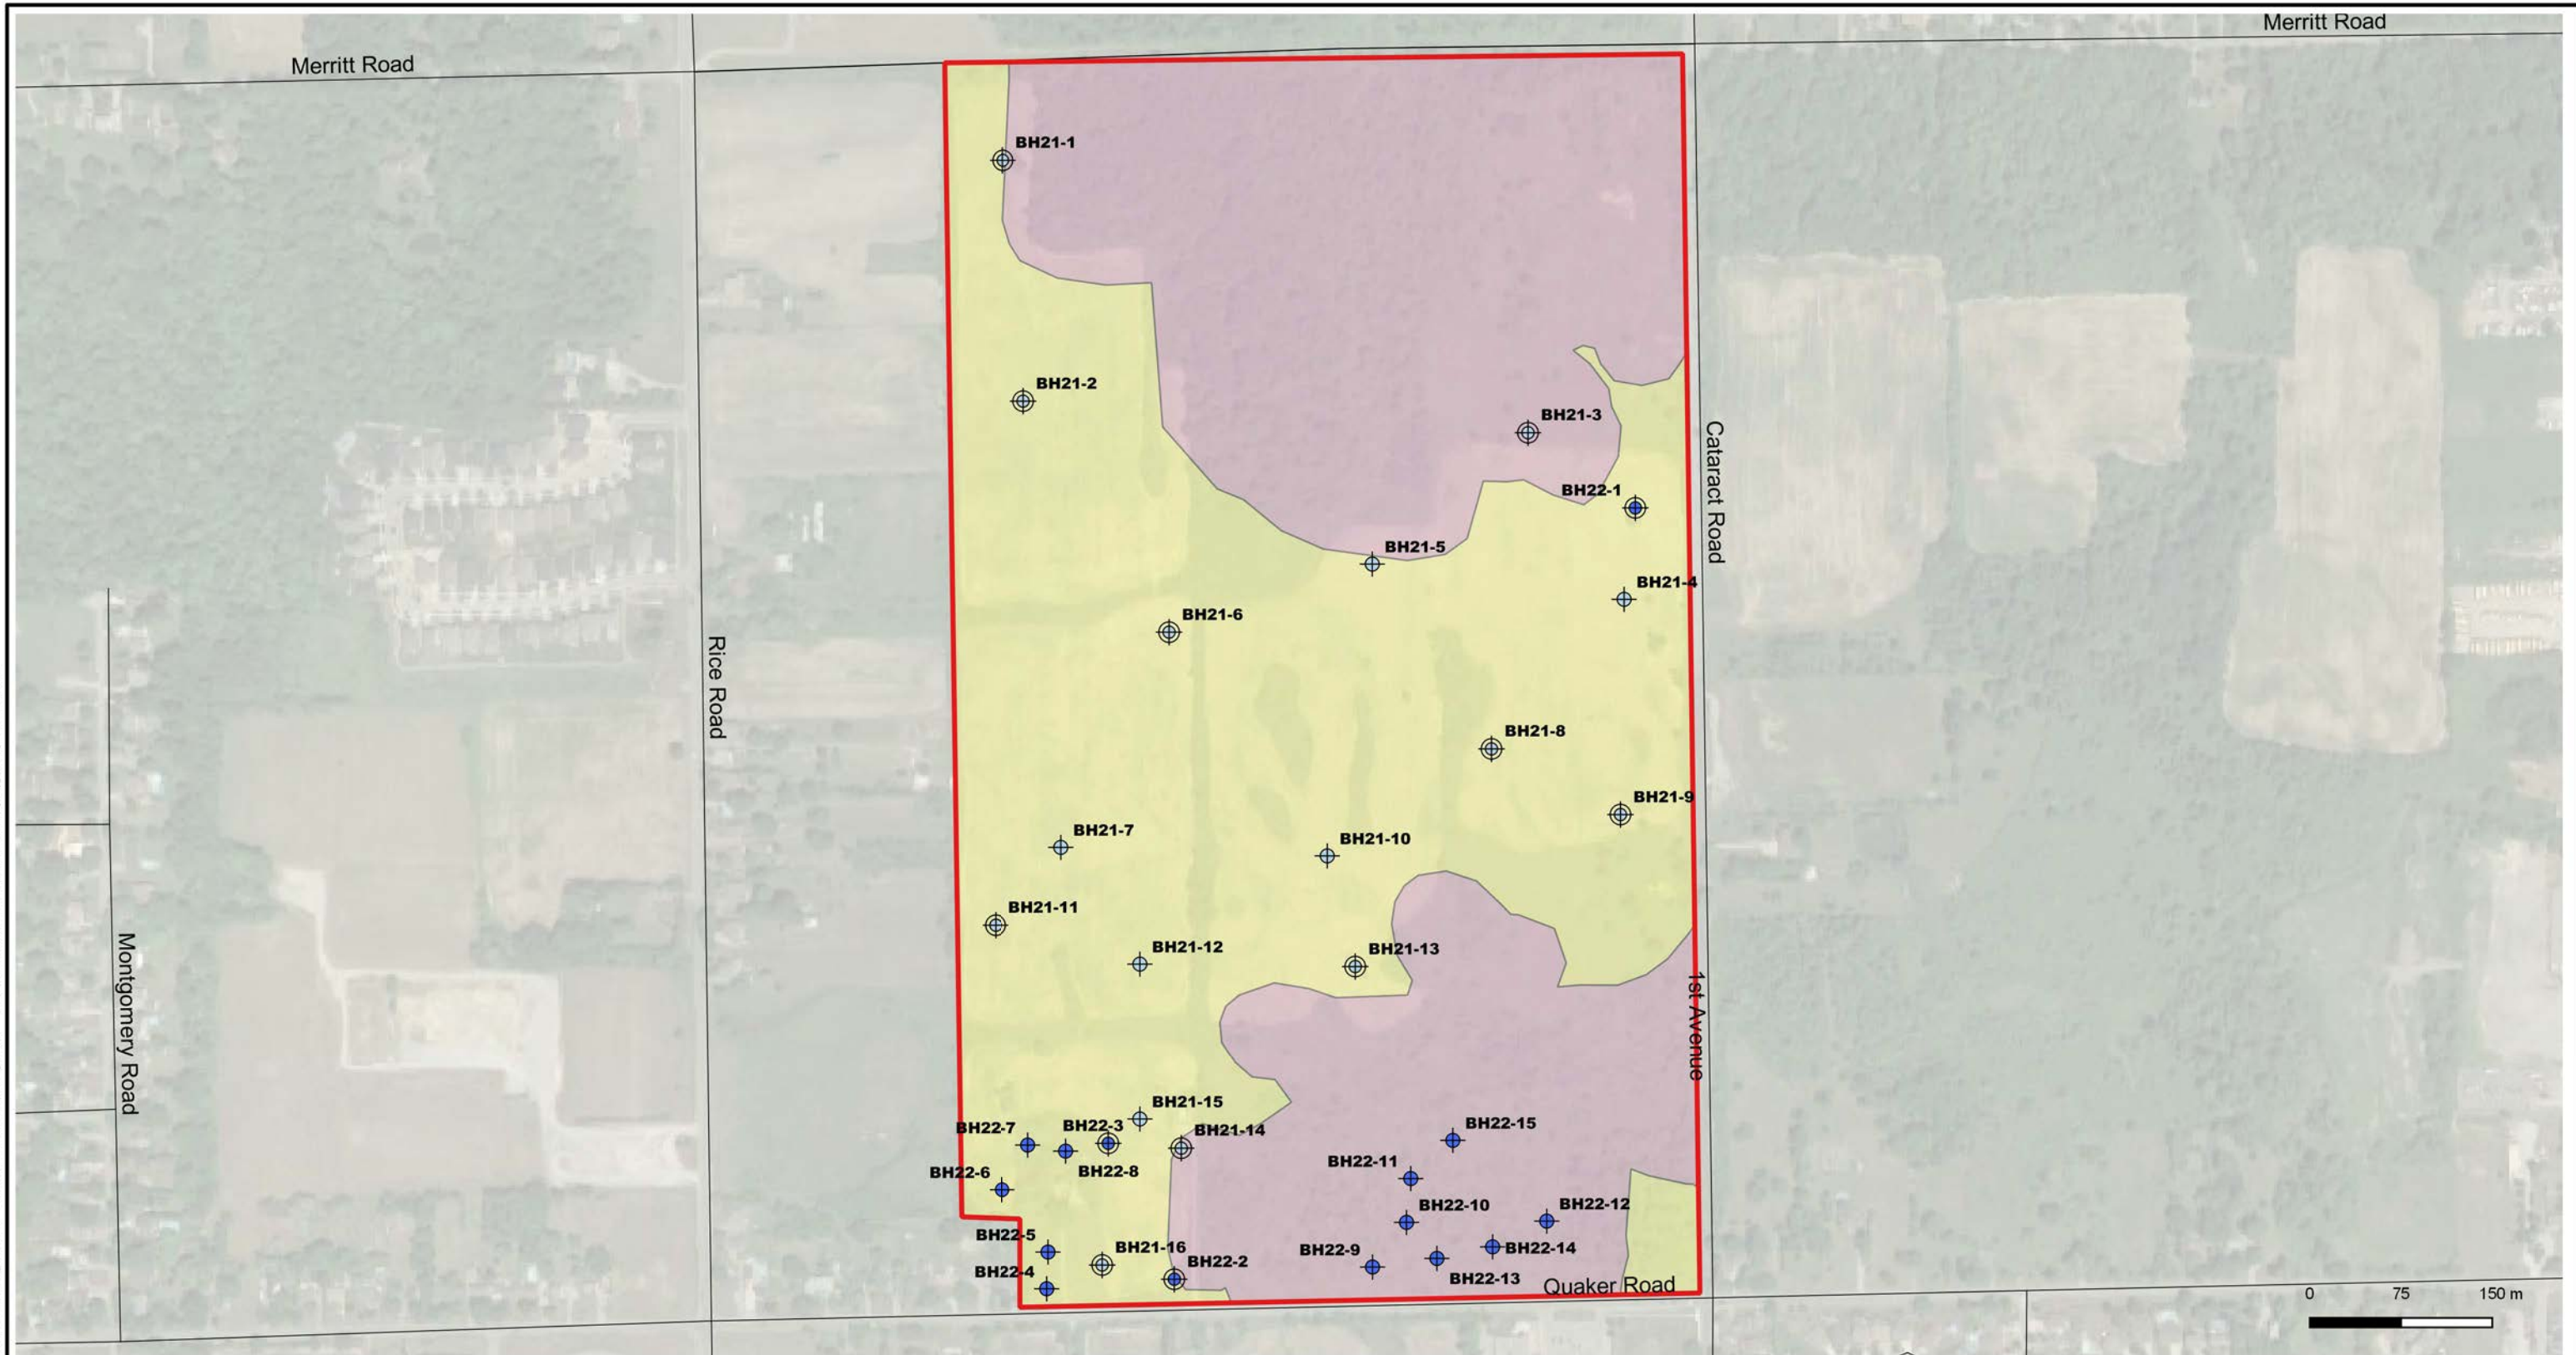 Merritt Road
Merritt Road
BH21-1
BH21-2
BH21-3
BH22-1
Cataract Road
BH21-5
BH21-4
BH21-6
Rice Road
BH21-8
BH21-9
BH21-7
BH21-10
BH21-11
BH21-12
BH21-13
Montgomery Road
1st Avenue
BH21-15
BH22-7
BH22-3
BH21-14
BH22-15
BH22-6
BH22-8
BH22-11
BH22-10
BH22-12
BH22-5
BH21-16
BH22-2
BH22-9
BH22-14
BH22-4
BH22-13
Quaker Road
0 75 150 m